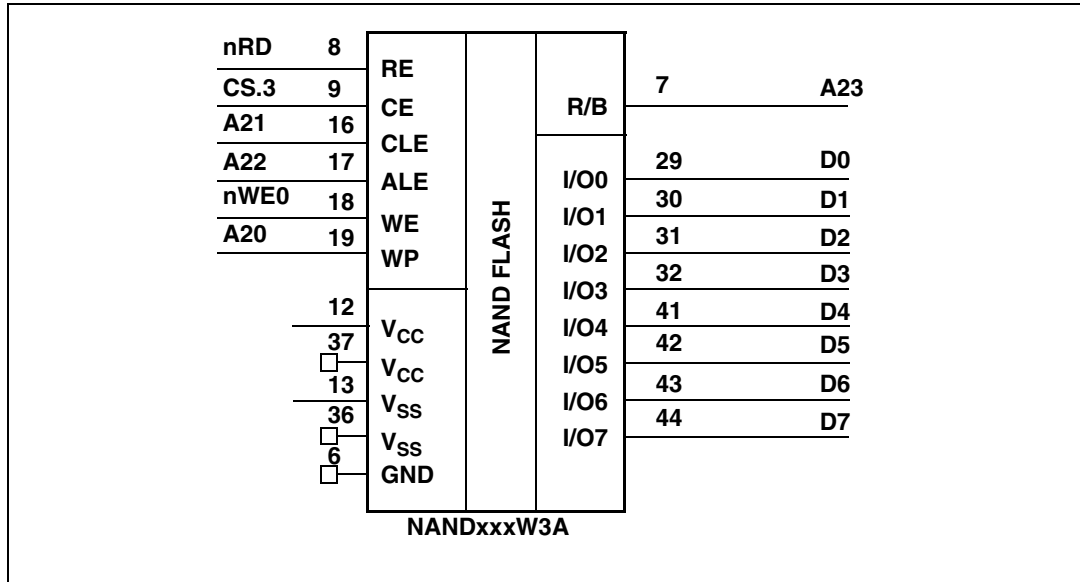 nRD 8 RE
CS.3 9 CE
A21 16 CLE
A22 17 ALE
nWE0 18 WE
A20 19 WP
12 VCC
37 VCC
13 VSS
36 VSS
6 GND
NAND FLASH
R/B 7 A23
I/O0 29 D0
I/O1 30 D1
I/O2 31 D2
I/O3 32 D3
I/O4 41 D4
I/O5 42 D5
I/O6 43 D6
I/O7 44 D7
NANDxxxW3A